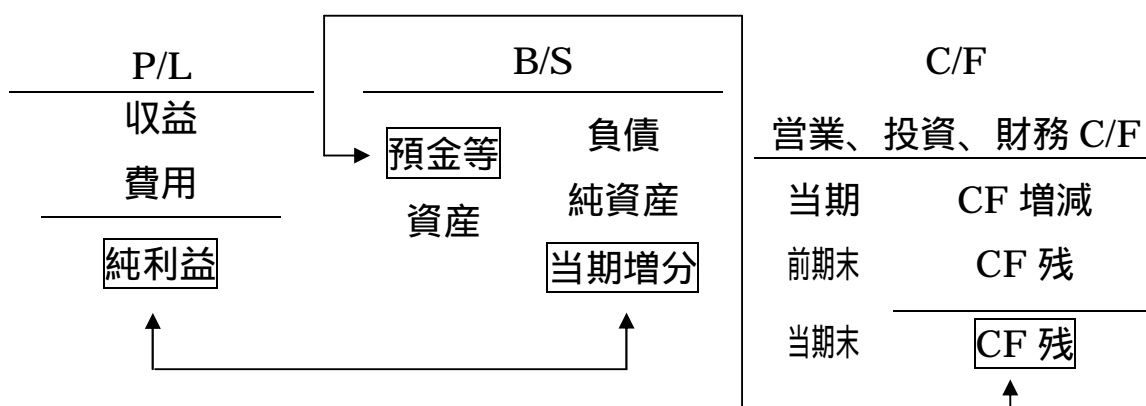 P/L
収益
費用
純利益
B/S
預金等
資産
負債
純資産
当期増分
C/F
営業、投資、財務 C/F
当期 CF 増減
前期末 CF 残
当期末 CF 残